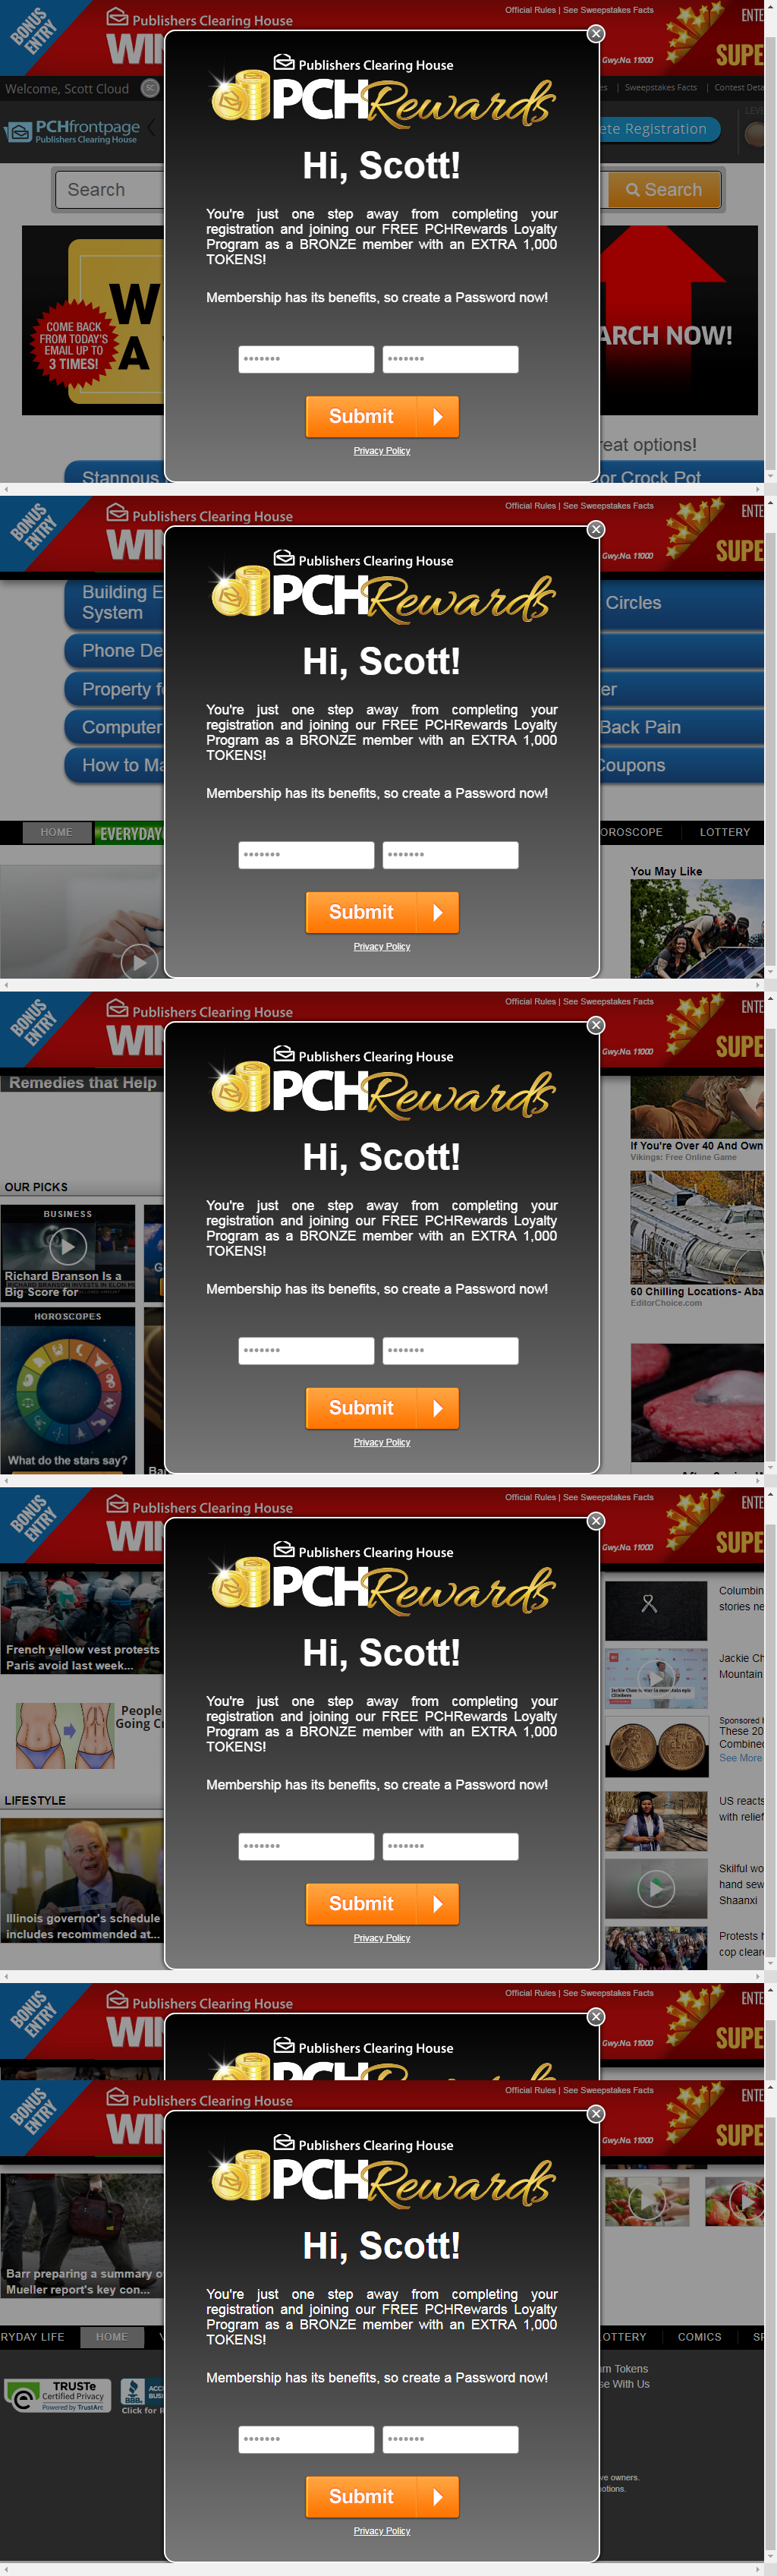 BONUS ENTRY
Official Rules | See Sweepstakes Facts
ENTE
WIN
Gwy.No. 11000
SUPE
Welcome, Scott Cloud
SC
es | Sweepstakes Facts | Contest Deta
PCHfrontpage
Publishers Clearing House
ete Registration
LEVE
Search
Search
W
A
COME BACK
FROM TODAY'S
EMAIL UP TO
3 TIMES!
ARCH NOW!
reat options!
Stannous
or Crock Pot
Publishers Clearing House
PCHRewards
Hi, Scott!
You're just one step away from completing your
registration and joining our FREE PCHRewards Loyalty
Program as a BRONZE member with an EXTRA 1,000
TOKENS!
Membership has its benefits, so create a Password now!
Submit
Privacy Policy
BONUS ENTRY
Publishers Clearing House
Official Rules | See Sweepstakes Facts
ENTE
WIN
Gwy.No. 11000
SUPE
Building E
System
Circles
Phone De
Property f
er
Computer
Back Pain
How to Ma
Coupons
HOME
EVERYDAY
OROSCOPE
LOTTERY
You May Like
Publishers Clearing House
PCHRewards
Hi, Scott!
You're just one step away from completing your
registration and joining our FREE PCHRewards Loyalty
Program as a BRONZE member with an EXTRA 1,000
TOKENS!
Membership has its benefits, so create a Password now!
Submit
Privacy Policy
BONUS ENTRY
Publishers Clearing House
Official Rules | See Sweepstakes Facts
ENTE
WIN
Gwy.No. 11000
SUPE
Remedies that Help
If You're Over 40 And Own
Vikings: Free Online Game
OUR PICKS
BUSINESS
Richard Branson Is a
Big Score for
60 Chilling Locations- Aba
EditorChoice.com
HOROSCOPES
What do the stars say?
Publishers Clearing House
PCHRewards
Hi, Scott!
You're just one step away from completing your
registration and joining our FREE PCHRewards Loyalty
Program as a BRONZE member with an EXTRA 1,000
TOKENS!
Membership has its benefits, so create a Password now!
Submit
Privacy Policy
BONUS ENTRY
Publishers Clearing House
Official Rules | See Sweepstakes Facts
ENTE
WIN
Gwy.No. 11000
SUPE
French yellow vest protests
Paris avoid last week...
People
Going Cr
LIFESTYLE
Illinois governor's schedule
includes recommended at...
Columbin
stories ne
Jackie Ch
Mountain
Sponsored
These 20
Combined
See More
US reacts
with relief
Skilful wo
hand sew
Shaanxi
Protests h
cop clear
Publishers Clearing House
PCHRewards
Hi, Scott!
You're just one step away from completing your
registration and joining our FREE PCHRewards Loyalty
Program as a BRONZE member with an EXTRA 1,000
TOKENS!
Membership has its benefits, so create a Password now!
Submit
Privacy Policy
BONUS ENTRY
Publishers Clearing House
Official Rules | See Sweepstakes Facts
ENTE
WIN
Gwy.No. 11000
SUPE
Publishers Clearing House
PCHRewards
BONUS ENTRY
Publishers Clearing House
Official Rules | See Sweepstakes Facts
ENTE
WIN
Gwy.No. 11000
SUPE
Barr preparing a summary o
Mueller report's key con...
RYDAY LIFE
HOME
OTTERY
COMICS
SP
TRUSTe
Certified Privacy
Powered by TrustArc
BBB
ACC
BUSI
Click for R
rn Tokens
se With Us
ve owners.
otions.
Publishers Clearing House
PCHRewards
Hi, Scott!
You're just one step away from completing your
registration and joining our FREE PCHRewards Loyalty
Program as a BRONZE member with an EXTRA 1,000
TOKENS!
Membership has its benefits, so create a Password now!
Submit
Privacy Policy